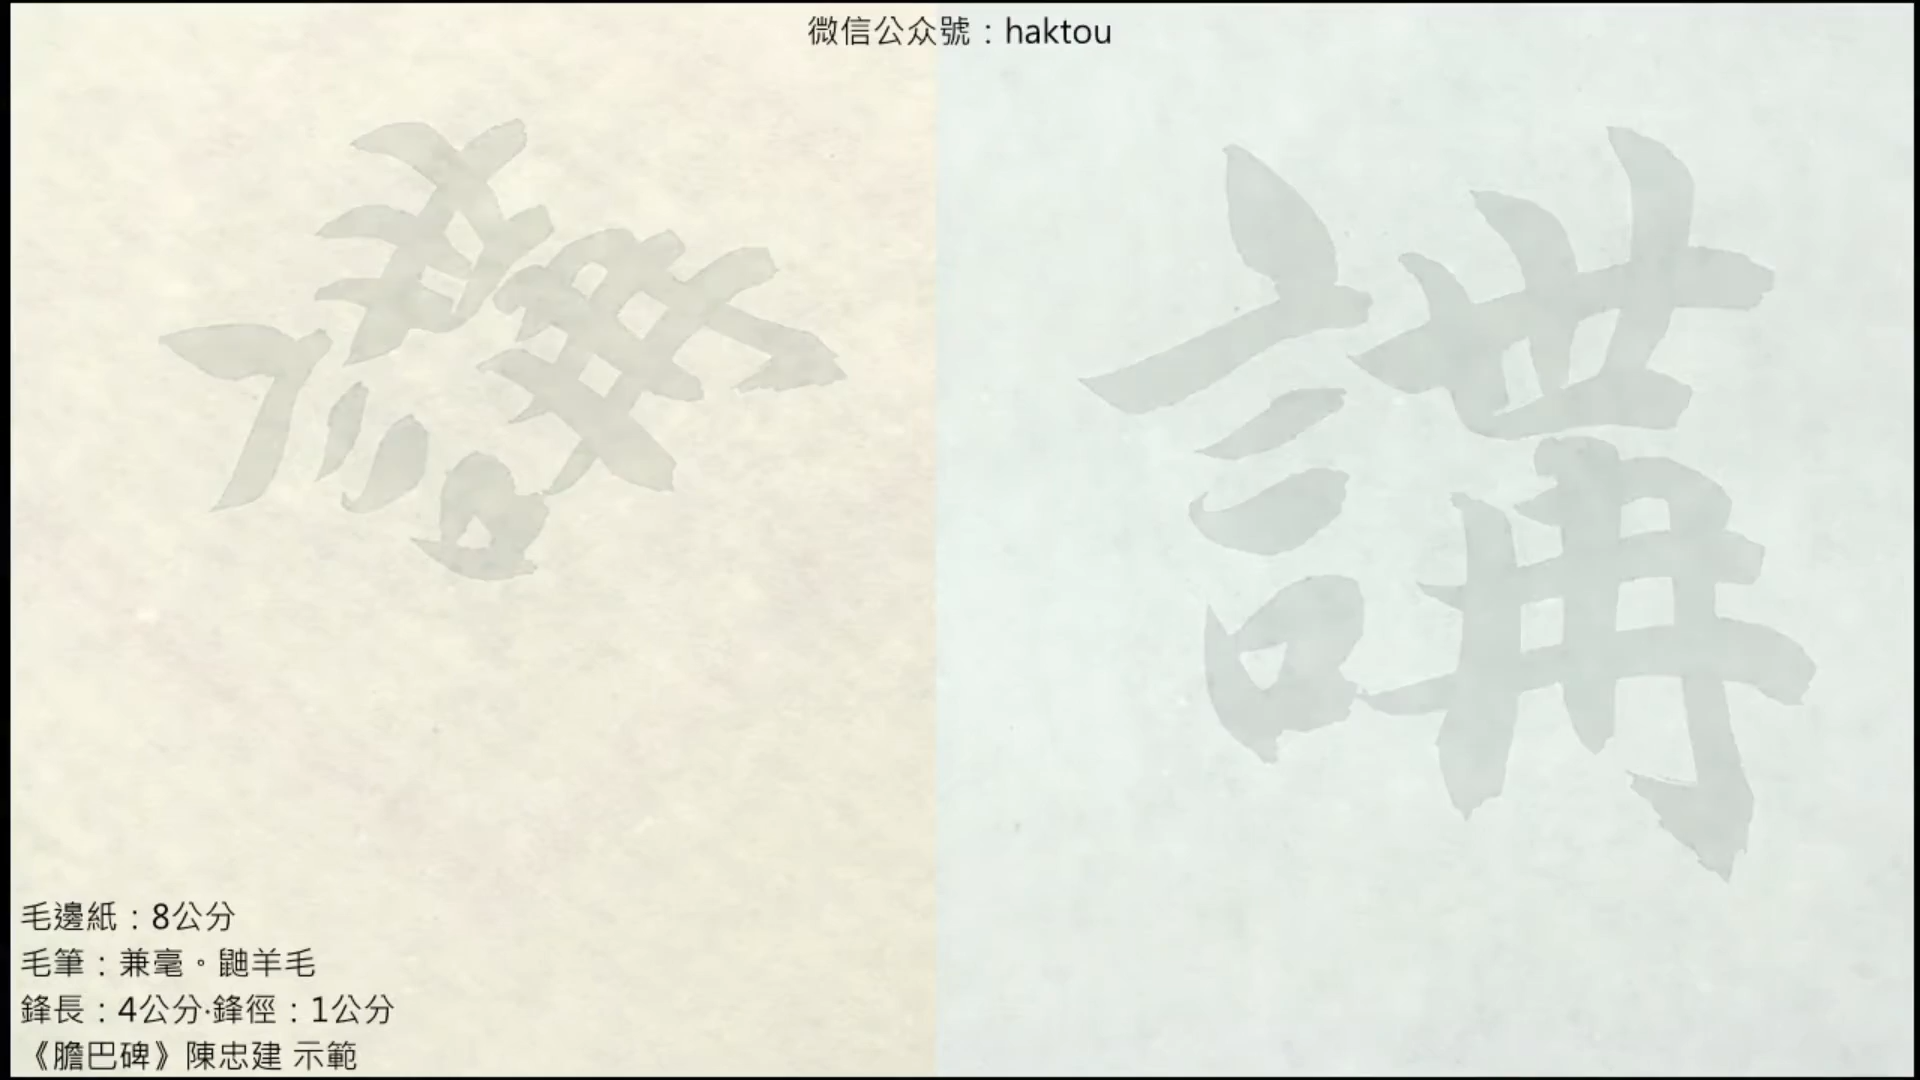 微信公众號：haktou
講
講
毛邊紙：8公分
毛筆：兼毫。鼬羊毛
鋒長：4公分·鋒徑：1公分
《膽巴碑》陳忠建 示範